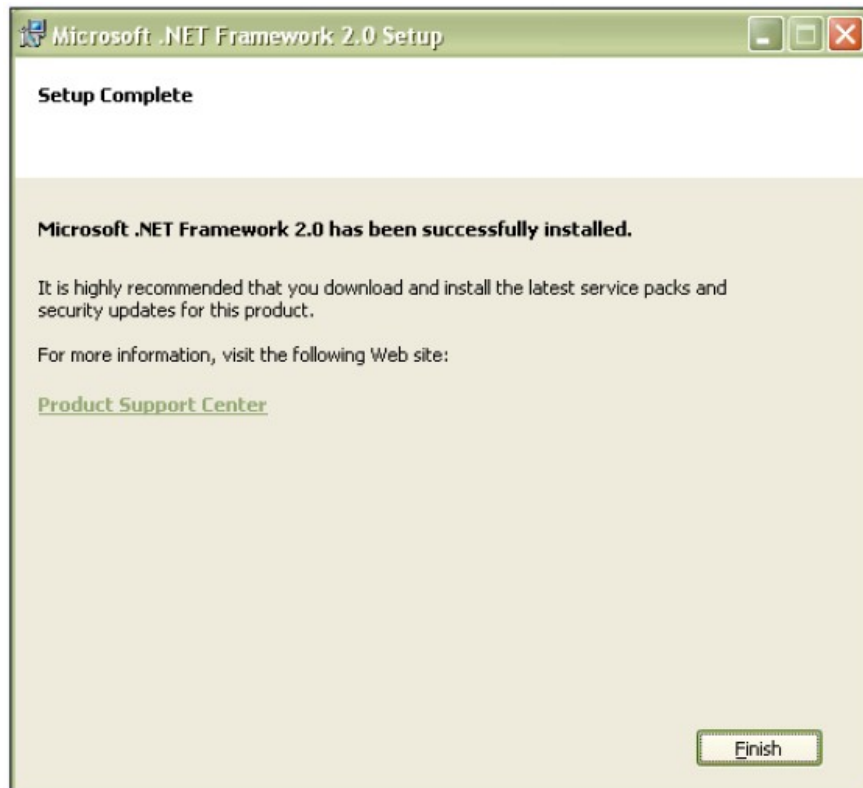 Microsoft .NET Framework 2.0 Setup
Setup Complete
Microsoft .NET Framework 2.0 has been successfully installed.
It is highly recommended that you download and install the latest service packs and
security updates for this product.
For more information, visit the following Web site:
Product Support Center
Finish